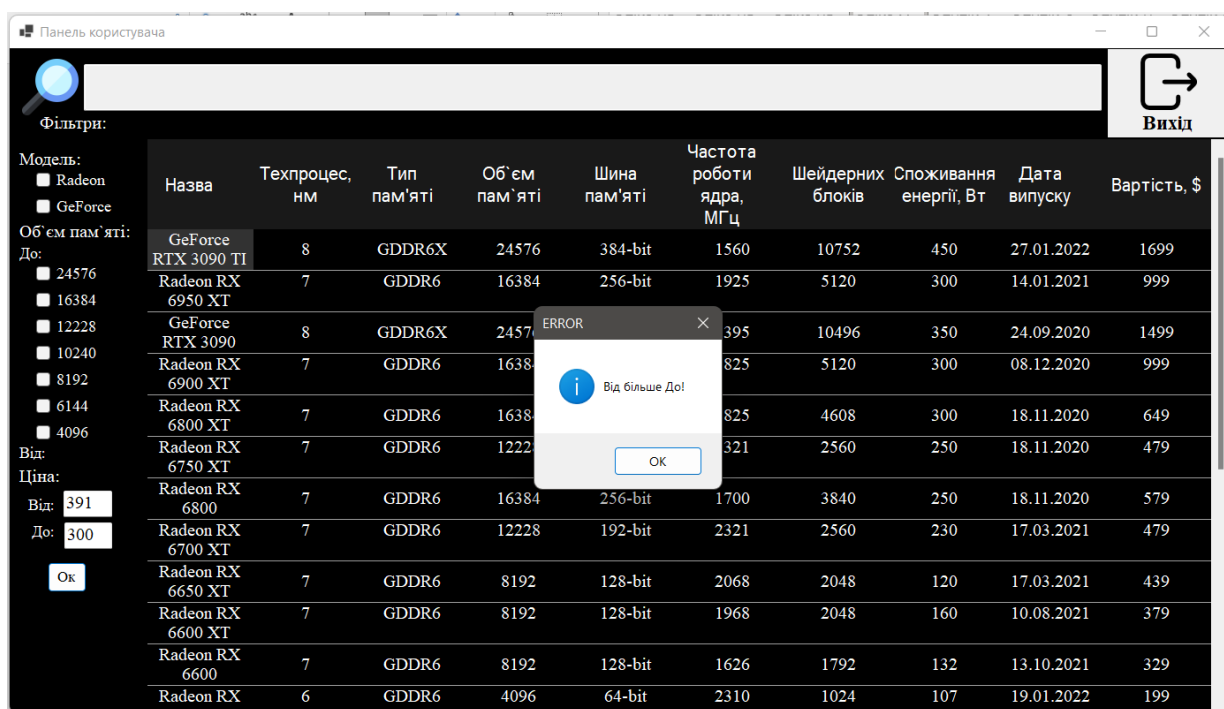 Панель користувача
Вихід
Фільтри:
Модель:
Radeon
GeForce
Об`єм пам`яті:
До:
24576
16384
12228
10240
8192
6144
4096
Від:
Ціна:
Від: 391
До: 300
Ок
Назва Техпроцес, нм Тип пам'яті Об`єм пам`яті Шина пам'яті Частота роботи ядра, МГц Шейдерних блоків Споживання енергії, Вт Дата випуску Вартість, $
GeForce RTX 3090 TI 8 GDDR6X 24576 384-bit 1560 10752 450 27.01.2022 1699
Radeon RX 6950 XT 7 GDDR6 16384 256-bit 1925 5120 300 14.01.2021 999
GeForce RTX 3090 8 GDDR6X 2457 395 10496 350 24.09.2020 1499
Radeon RX 6900 XT 7 GDDR6 1638 825 5120 300 08.12.2020 999
Radeon RX 6800 XT 7 GDDR6 1638 825 4608 300 18.11.2020 649
Radeon RX 6750 XT 7 GDDR6 1222 321 2560 250 18.11.2020 479
Radeon RX 6800 7 GDDR6 16384 256-bit 1700 3840 250 18.11.2020 579
Radeon RX 6700 XT 7 GDDR6 12228 192-bit 2321 2560 230 17.03.2021 479
Radeon RX 6650 XT 7 GDDR6 8192 128-bit 2068 2048 120 17.03.2021 439
Radeon RX 6600 XT 7 GDDR6 8192 128-bit 1968 2048 160 10.08.2021 379
Radeon RX 6600 7 GDDR6 8192 128-bit 1626 1792 132 13.10.2021 329
Radeon RX 6 GDDR6 4096 64-bit 2310 1024 107 19.01.2022 199
ERROR
Від більше До!
OK